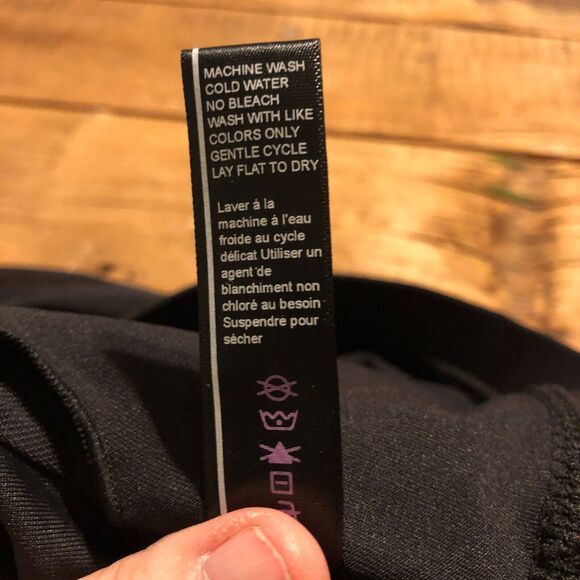 MACHINE WASH
COLD WATER
NO BLEACH
WASH WITH LIKE
COLORS ONLY
GENTLE CYCLE
LAY FLAT TO DRY
Laver à la
machine à l'eau
froide au cycle
délicat Utiliser un
agent de
blanchiment non
chloré au besoin
Suspendre pour
sécher